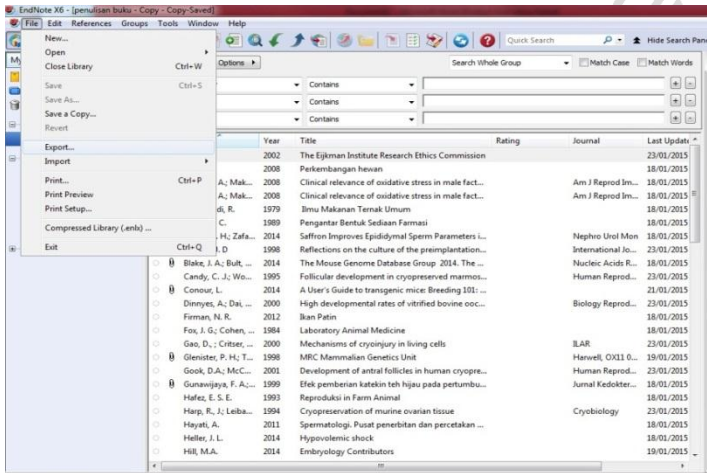 EndNote X6 - [penulisan buku - Copy - Copy-Saved]
File Edit References Groups Tools Window Help
Quick Search Hide Search Pan
New...
Open
Close Library Ctrl+W
Save Ctrl+S
Save As...
Save a Copy...
Revert
Export...
Import
Print... Ctrl+P
Print Preview
Print Setup...
Compressed Library (.enlx) ...
Exit Ctrl+Q
My
Options Search Whole Group Match Case Match Words
Contains
Contains
Contains
Year Title Rating Journal Last Update
2002 The Eijkman Institute Research Ethics Commission 23/01/2015
2008 Perkembangan hewan 18/01/2015
A.; Mak... 2008 Clinical relevance of oxidative stress in male fact... Am J Reprod Im... 18/01/2015
A.; Mak... 2008 Clinical relevance of oxidative stress in male fact... Am J Reprod Im... 18/01/2015
di, R. 1979 Ilmu Makanan Ternak Umum 18/01/2015
C. 1989 Pengantar Bentuk Sediaan Farmasi 18/01/2015
H.; Zafa... 2014 Saffron Improves Epididymal Sperm Parameters i... Nephro Urol Mon 18/01/2015
D 1998 Reflections on the culture of the preimplantation... International Jo... 23/01/2015
Blake, J. A.; Bult, ... 2014 The Mouse Genome Database Group 2014. The ... Nucleic Acids R... 18/01/2015
Candy, C. J.; Wo... 1995 Follicular development in cryopreserved marmos... Human Reprod... 23/01/2015
Conour, L. 2014 A User's Guide to transgenic mice: Breeding 101: ... 21/01/2015
Dinnyes, A.; Dai, ... 2000 High developmental rates of vitrified bovine ooc... Biology Reprod... 23/01/2015
Firman, N. R. 2012 Ikan Patin 18/01/2015
Fox, J. G.; Cohen, ... 1984 Laboratory Animal Medicine 18/01/2015
Gao, D., ; Critser, ... 2000 Mechanisms of cryoinjury in living cells ILAR 23/01/2015
Glenister, P. H.; T... 1998 MRC Mammalian Genetics Unit Harwell, OX11 0... 19/01/2015
Gook, D.A.; McC... 2001 Development of antral follicles in human cryopre... Human Reprod... 23/01/2015
Gunawijaya, F. A.;... 1999 Efek pemberian katekin teh hijau pada pertumbu... Jurnal Kedokter... 18/01/2015
Hafez, E. S. E. 1993 Reproduksi in Farm Animal 18/01/2015
Harp, R., J.; Leiba... 1994 Cryopreservation of murine ovarian tissue Cryobiology 23/01/2015
Hayati, A. 2011 Spermatologi. Pusat penerbitan dan percetakan ... 18/01/2015
Heller, J. L. 2014 Hypovolemic shock 18/01/2015
Hill, M.A. 2014 Embryology Contributors 19/01/2015